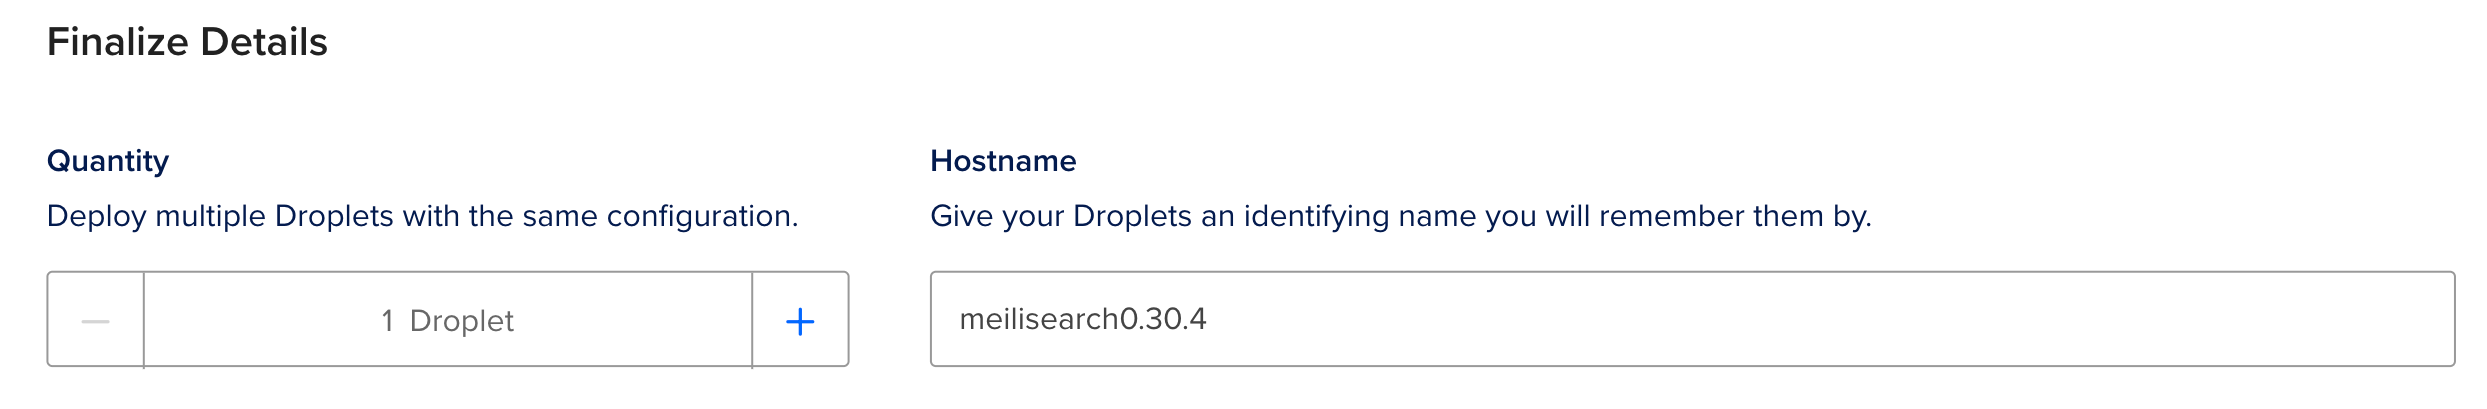 Finalize Details
Quantity
Deploy multiple Droplets with the same configuration.
1 Droplet
Hostname
Give your Droplets an identifying name you will remember them by.
meilisearch0.30.4